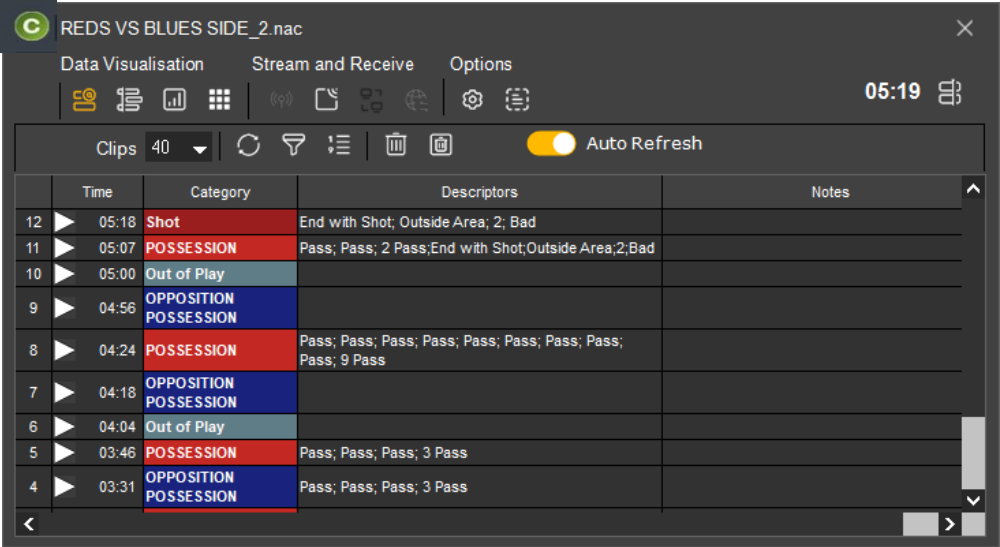 C REDS VS BLUES SIDE_2.nac
Data Visualisation Stream and Receive Options
05:19
Clips 40 Auto Refresh
Time Category Descriptors Notes
12 05:18 Shot End with Shot; Outside Area; 2; Bad
11 05:07 POSSESSION Pass; Pass; 2 Pass;End with Shot;Outside Area;2;Bad
10 05:00 Out of Play
9 04:56 OPPOSITION
POSSESSION
8 04:24 POSSESSION Pass; Pass; Pass; Pass; Pass; Pass; Pass; Pass;
Pass; 9 Pass
7 04:18 OPPOSITION
POSSESSION
6 04:04 Out of Play
5 03:46 POSSESSION Pass; Pass; Pass; 3 Pass
4 03:31 OPPOSITION
POSSESSION Pass; Pass; Pass; 3 Pass